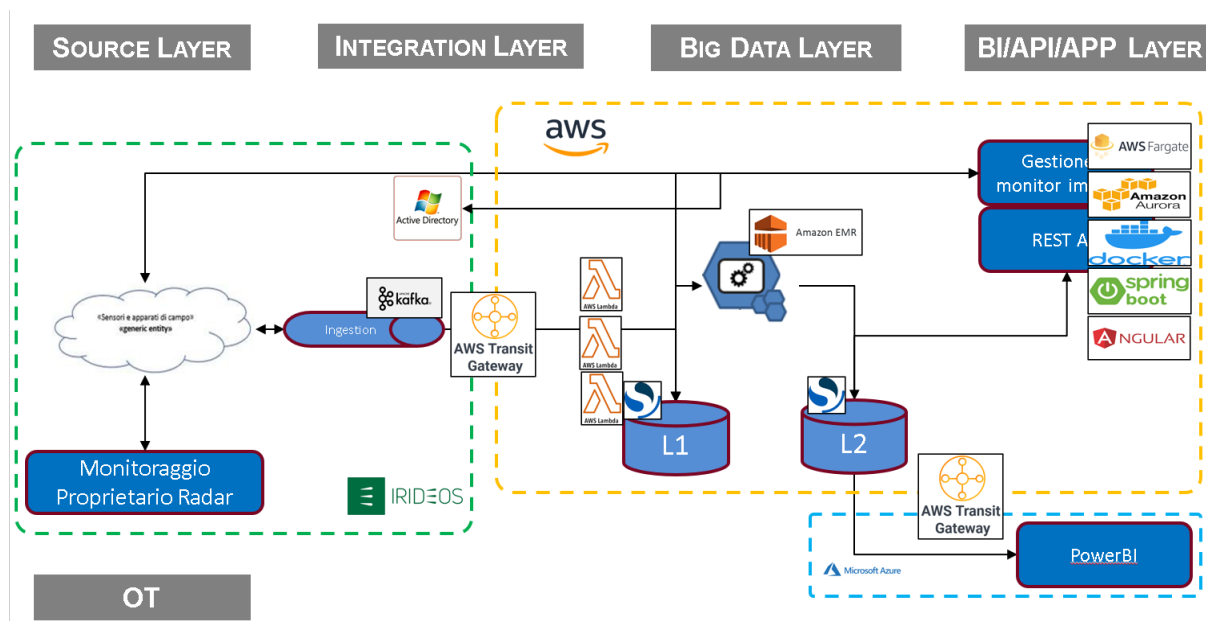 SOURCE LAYER
INTEGRATION LAYER
BIG DATA LAYER
BI/API/APP LAYER
aws
AWS Fargate
Gestione
monitor im
Active Directory
Amazon
Aurora
Amazon EMR
REST A
docker
«Sensori e apparati di campo»
«generic entity»
kafka
Ingestion
AWS Transit
Gateway
AWS Lambda
AWS Lambda
AWS Lambda
spring
boot
ANGULAR
L1
L2
Monitoraggio
Proprietario Radar
IRIDEOS
AWS Transit
Gateway
Microsoft Azure
PowerBI
OT